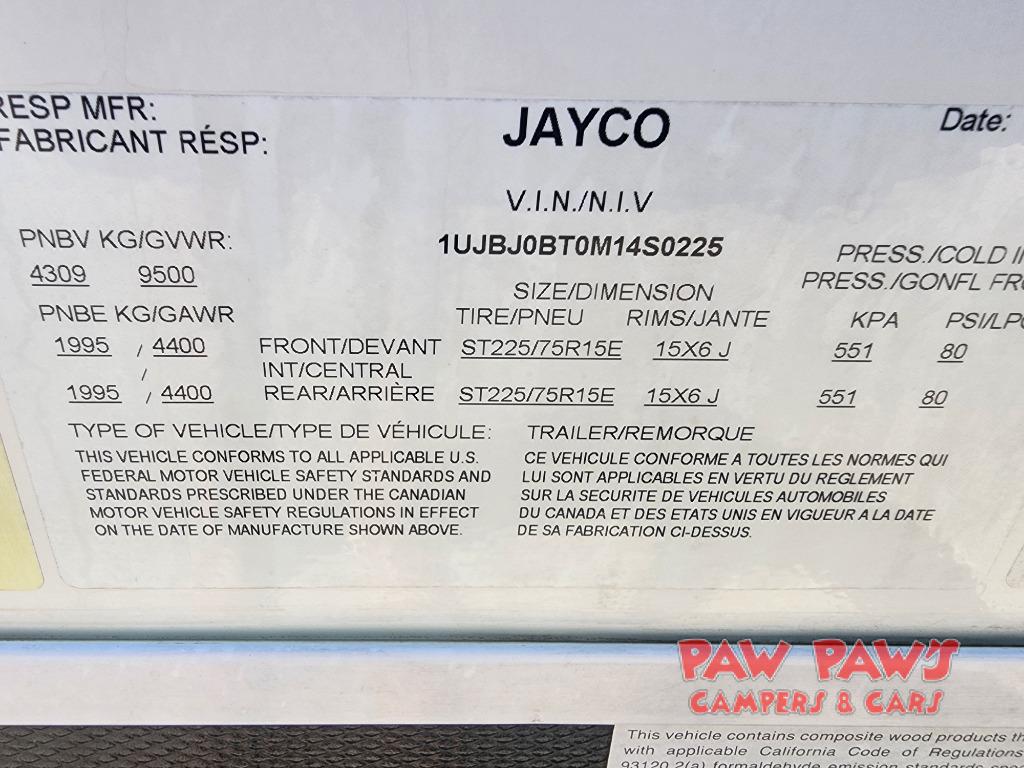 RESP MFR:
FABRICANT RÉSP:
JAYCO
Date:
V.I.N./N.I.V
1UJBJ0BT0M14S0225
PNBV KG/GVWR:
4309 9500
PRESS./COLD
PRESS./GONFL
SIZE/DIMENSION
PNBE KG/GAWR
TIRE/PNEU RIMS/JANTE KPA
1995 / 4400 FRONT/DEVANT ST225/75R15E 15X6 J 551 80
/ INT/CENTRAL
1995 / 4400 REAR/ARRIÈRE ST225/75R15E 15X6 J 551 80
TYPE OF VEHICLE/TYPE DE VÉHICULE: TRAILER/REMORQUE
THIS VEHICLE CONFORMS TO ALL APPLICABLE U.S.
FEDERAL MOTOR VEHICLE SAFETY STANDARDS AND
STANDARDS PRESCRIBED UNDER THE CANADIAN
MOTOR VEHICLE SAFETY REGULATIONS IN EFFECT
ON THE DATE OF MANUFACTURE SHOWN ABOVE.
CE VEHICULE CONFORME A TOUTES LES NORMES QUI
LUI SONT APPLICABLES EN VERTU DU REGLEMENT
SUR LA SECURITE DE VEHICULES AUTOMOBILES
DU CANADA ET DES ETATS UNIS EN VIGUEUR A LA DATE
DE SA FABRICATION CI-DESSUS.
PAW PAW'S
CAMPERS & CARS
This vehicle contains composite wood products
with applicable California Code of Regulations
93120.2(a) formaldehyde emission standards